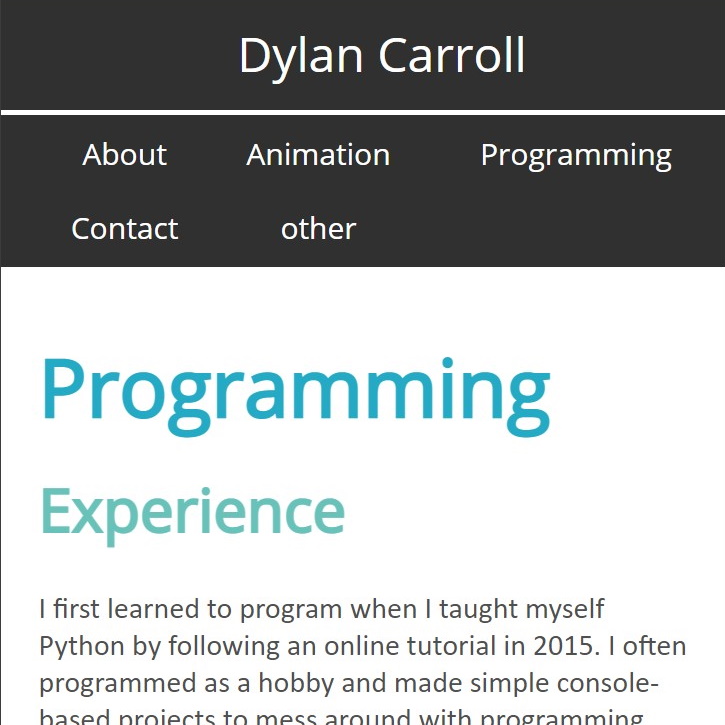 Dylan Carroll
About Animation Programming
Contact other
Programming
Experience
I first learned to program when I taught myself
Python by following an online tutorial in 2015. I often
programmed as a hobby and made simple console-
based projects to mess around with programming